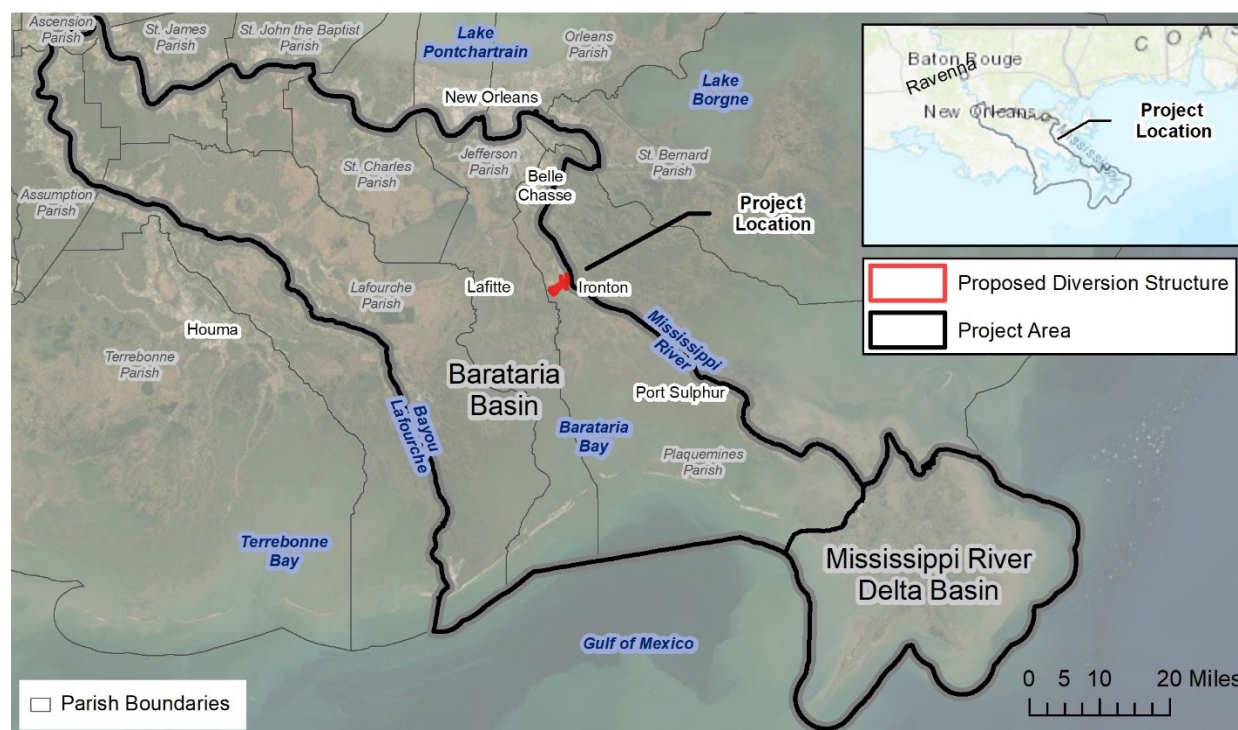 Ascension
Parish
St. James
Parish
St. John the Baptist
Parish
Lake
Pontchartrain
Orleans
Parish
Lake
Borgne
New Orleans
St. Charles
Parish
Jefferson
Parish
St. Bernard
Parish
Belle
Chasse
Assumption
Parish
Project
Location
Lafourche
Parish
Lafitte
Ironton
Houma
Terrebonne
Parish
Mississippi
River
Barataria
Basin
Port Sulphur
Bayou
Lafourche
Barataria
Bay
Plaquemines
Parish
Terrebonne
Bay
Mississippi River
Delta Basin
Gulf of Mexico
0 5 10 20 Miles
Parish Boundaries
C O A S
Baton Rouge
Ravenna
New Orleans
Project
Location
Proposed Diversion Structure
Project Area